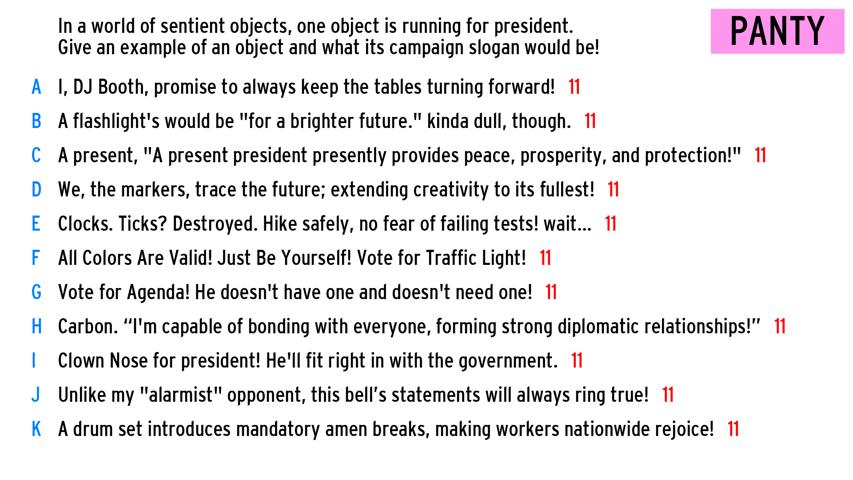 In a world of sentient objects, one object is running for president.
Give an example of an object and what its campaign slogan would be!
PANTY
A I, DJ Booth, promise to always keep the tables turning forward! 11
B A flashlight's would be "for a brighter future." kinda dull, though. 11
C A present, "A present president presently provides peace, prosperity, and protection!" 11
D We, the markers, trace the future; extending creativity to its fullest! 11
E Clocks. Ticks? Destroyed. Hike safely, no fear of failing tests! wait... 11
F All Colors Are Valid! Just Be Yourself! Vote for Traffic Light! 11
G Vote for Agenda! He doesn't have one and doesn't need one! 11
H Carbon. “I'm capable of bonding with everyone, forming strong diplomatic relationships!” 11
I Clown Nose for president! He'll fit right in with the government. 11
J Unlike my "alarmist" opponent, this bell’s statements will always ring true! 11
K A drum set introduces mandatory amen breaks, making workers nationwide rejoice! 11